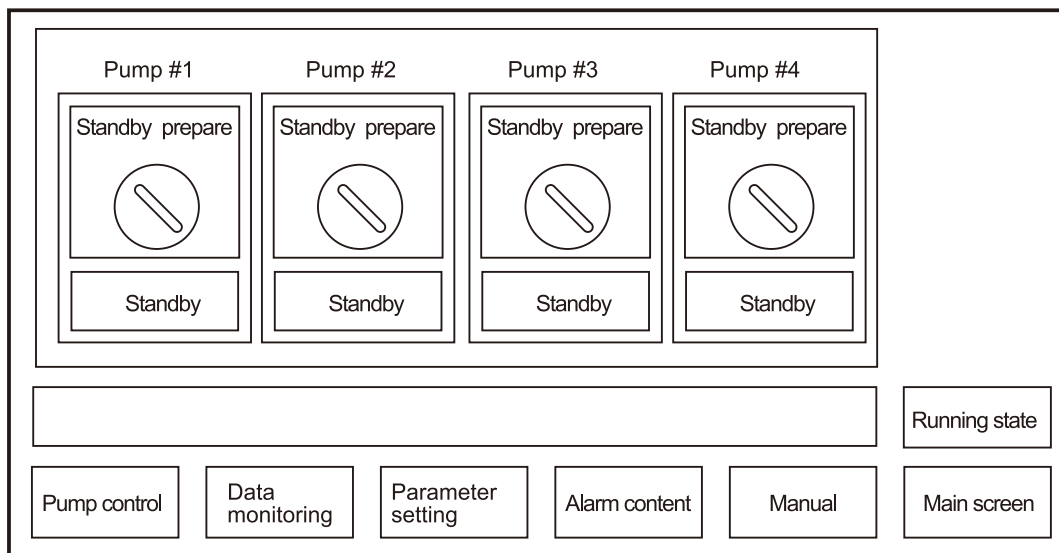 Pump #1 Pump #2 Pump #3 Pump #4
Standby prepare Standby prepare Standby prepare Standby prepare
Standby Standby Standby Standby
Running state
Pump control
Data
monitoring
Parameter
setting
Alarm content
Manual
Main screen